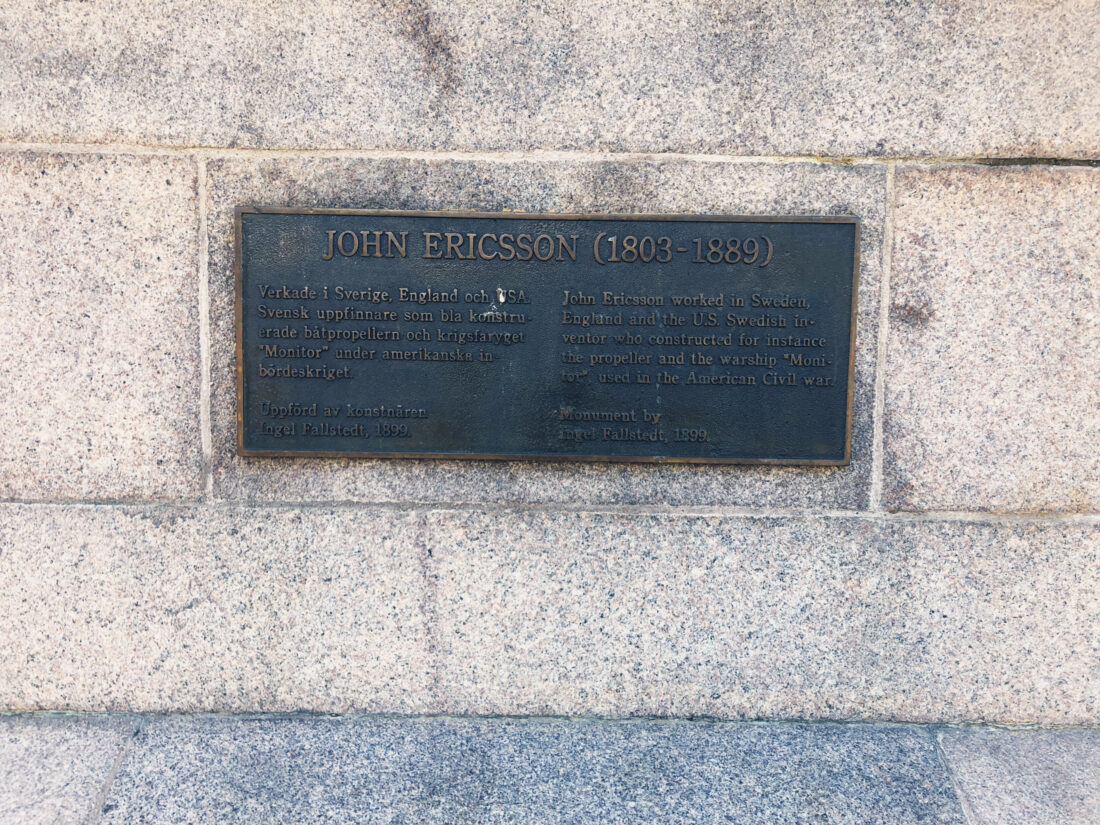 JOHN ERICSSON (1803-1889)
Verkade i Sverige, England och USA.
Svensk uppfinnare som bla konstru-
erade båtpropellern och krigsfaryget
"Monitor" under amerikanska in-
bördeskriget.
Uppförd av konstnären
Ingel Fallstedt, 1899.
John Ericsson worked in Sweden,
England and the U.S. Swedish in-
ventor who constructed for instance
the propeller and the warship "Moni-
tor", used in the American Civil war.
Monument by
Ingel Fallstedt, 1899.